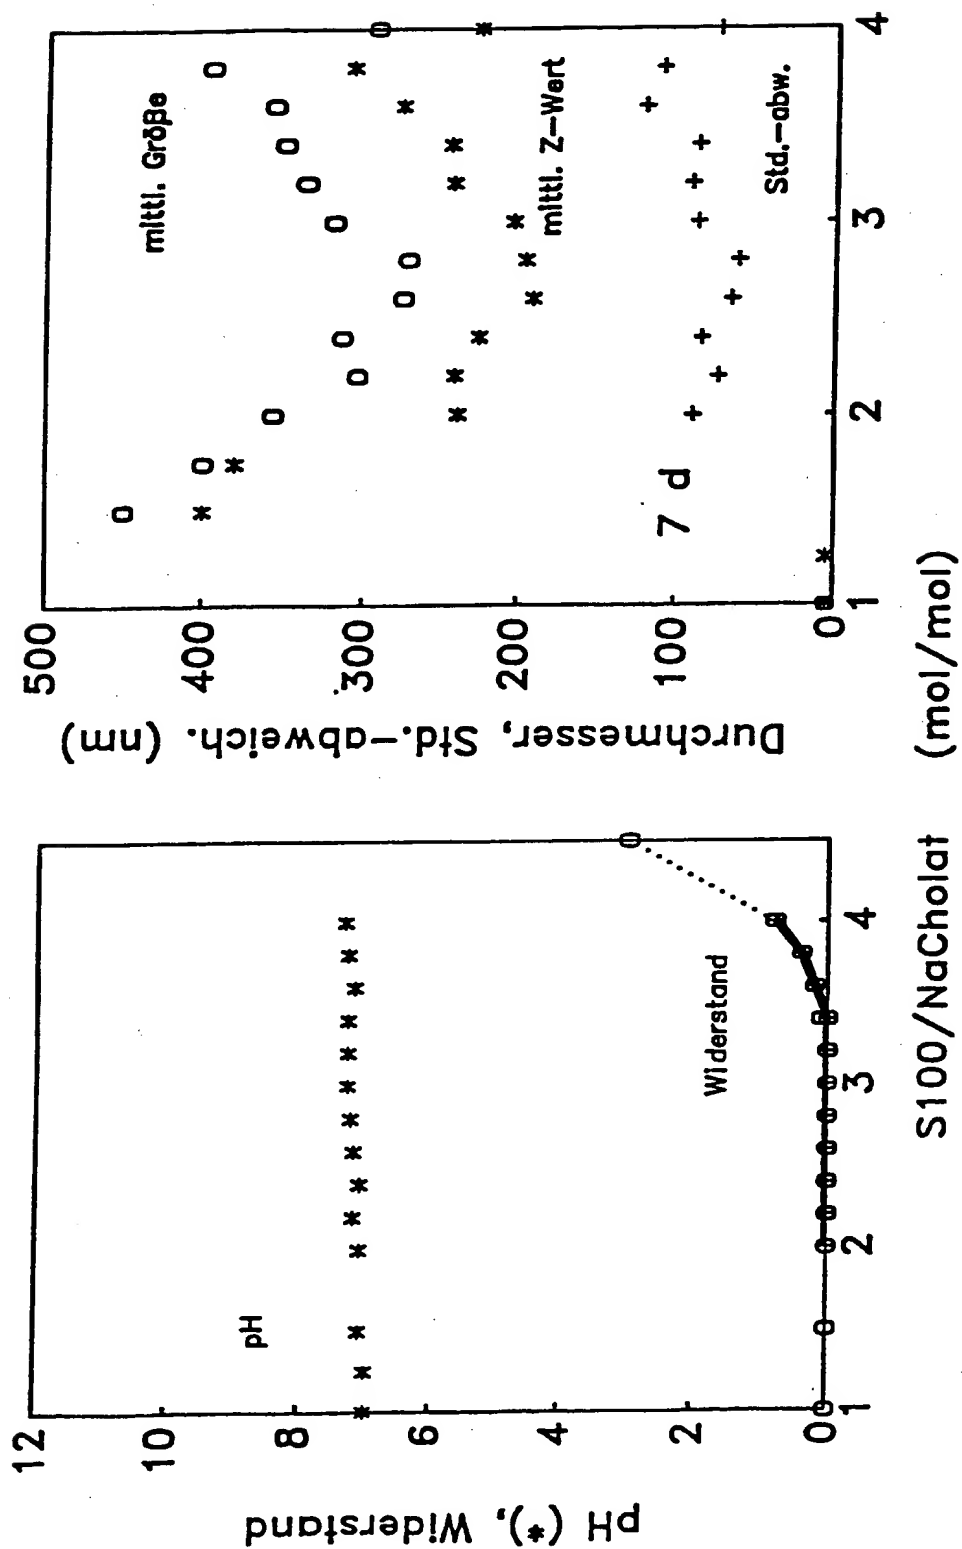 pH (*), Widerstand
12
10
8
6
4
2
0
pH
Widerstand
1
2
3
4
Durchmesser, Std.-abweich. (nm)
500
400
300
200
100
0
mittl. Größe
mittl. Z-Wert
7 d
Std.-abw.
1
2
3
4
S100/NaCholat (mol/mol)